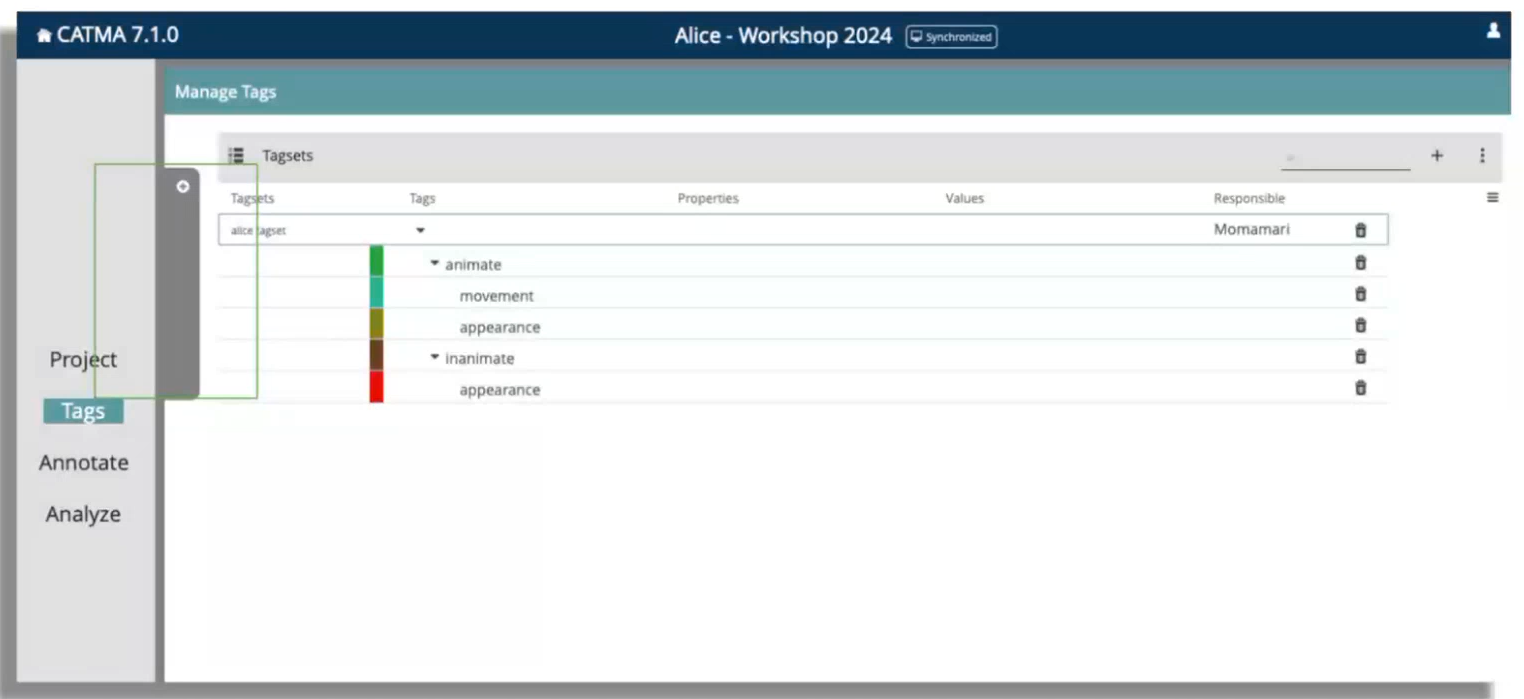 CATMA 7.1.0 Alice - Workshop 2024 Synchronized
Manage Tags
Tagsets
Tagsets Tags Properties Values Responsible
alice tagset Momamari
animate
movement
appearance
inanimate
appearance
Project
Tags
Annotate
Analyze